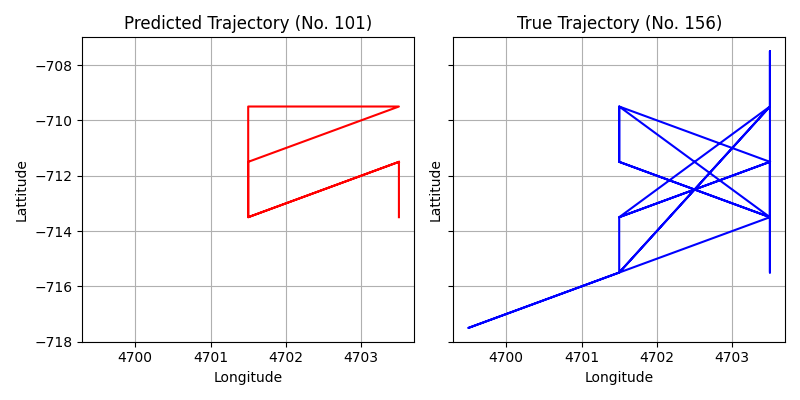 Predicted Trajectory (No. 101)
True Trajectory (No. 156)
−708
−710
−712
−714
−716
−718
Lattitude
Lattitude
4700
4701
4702
4703
4700
4701
4702
4703
Longitude
Longitude